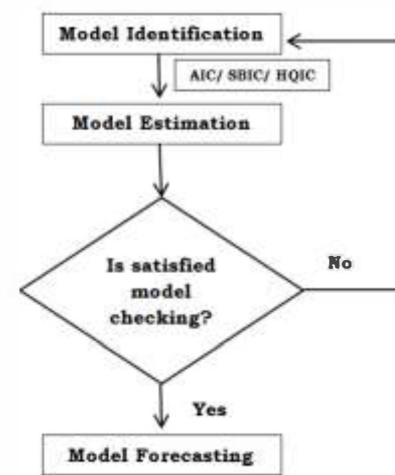 Model Identification
AIC/ SBIC/ HQIC
Model Estimation
Is satisfied
model
checking?
No
Yes
Model Forecasting